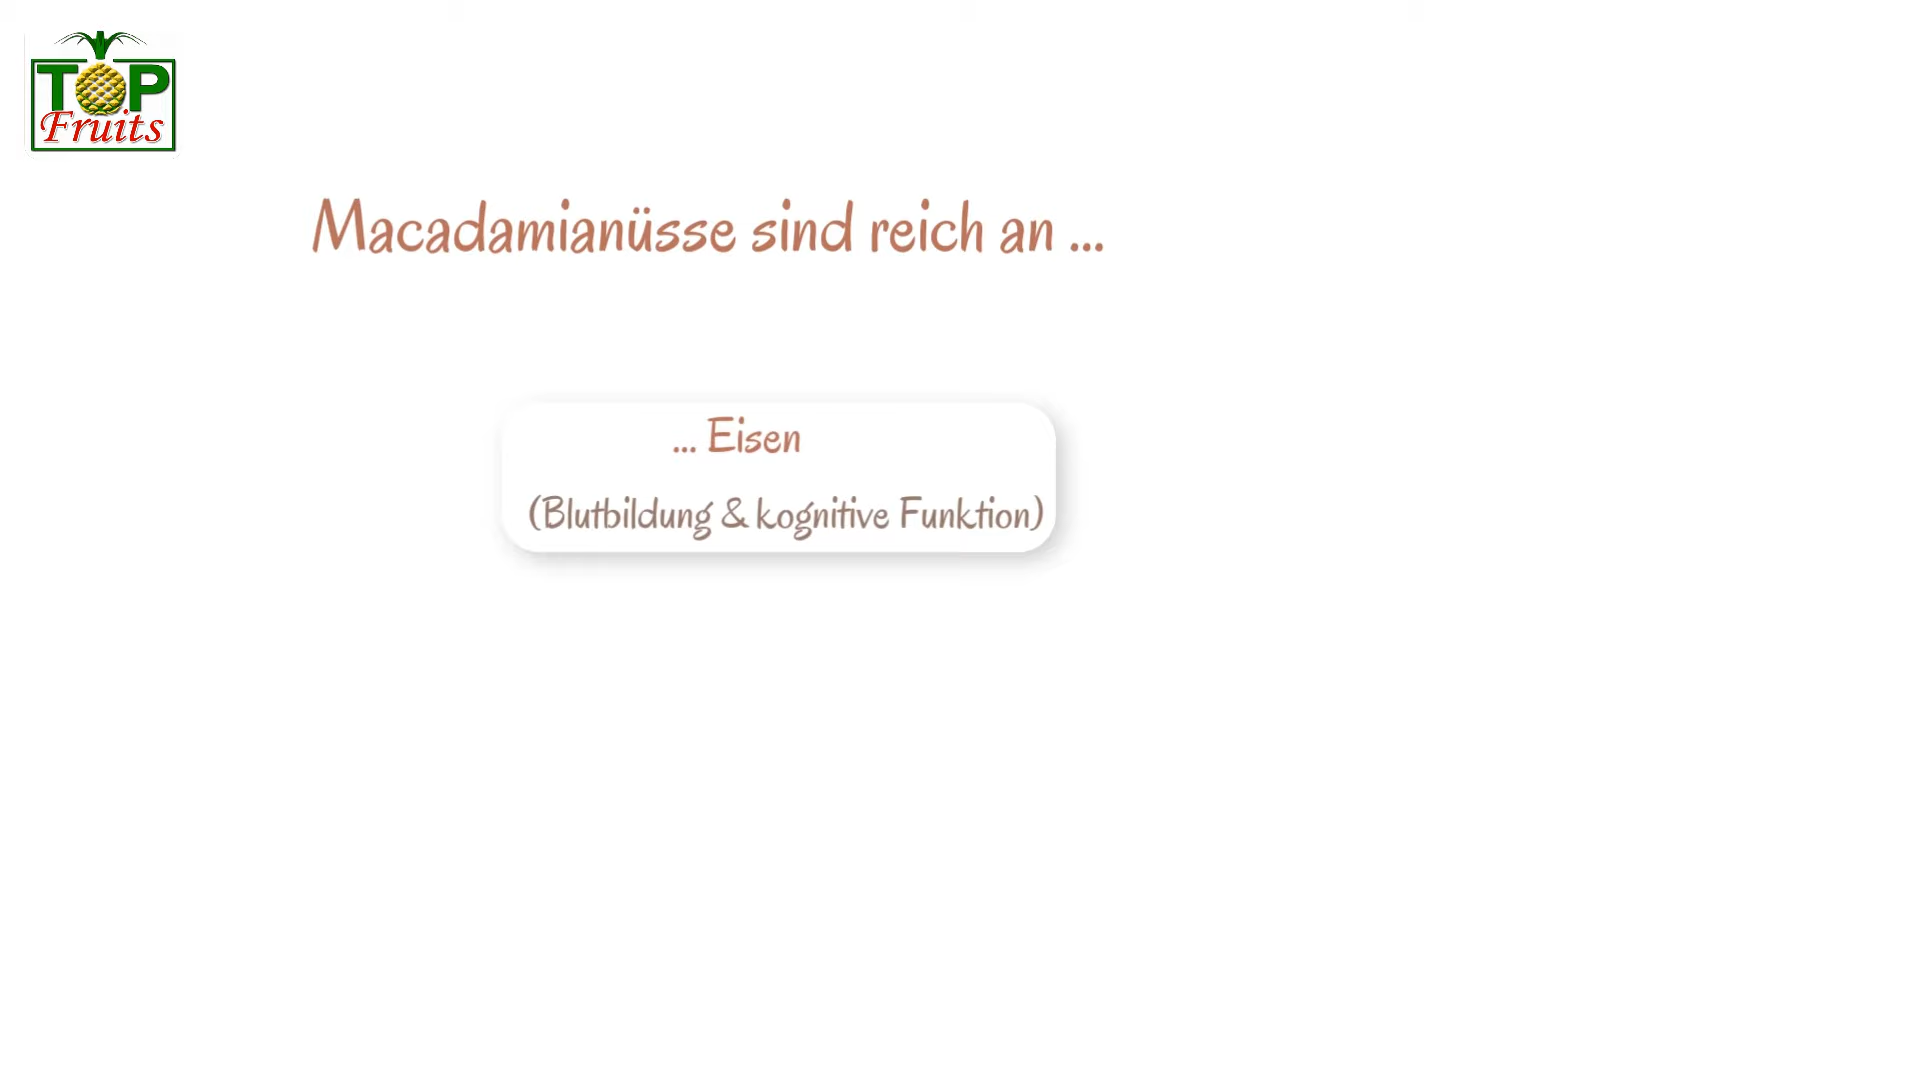 TOP
Fruits
Macadamianüsse sind reich an ...
... Eisen
(Blutbildung & kognitive Funktion)